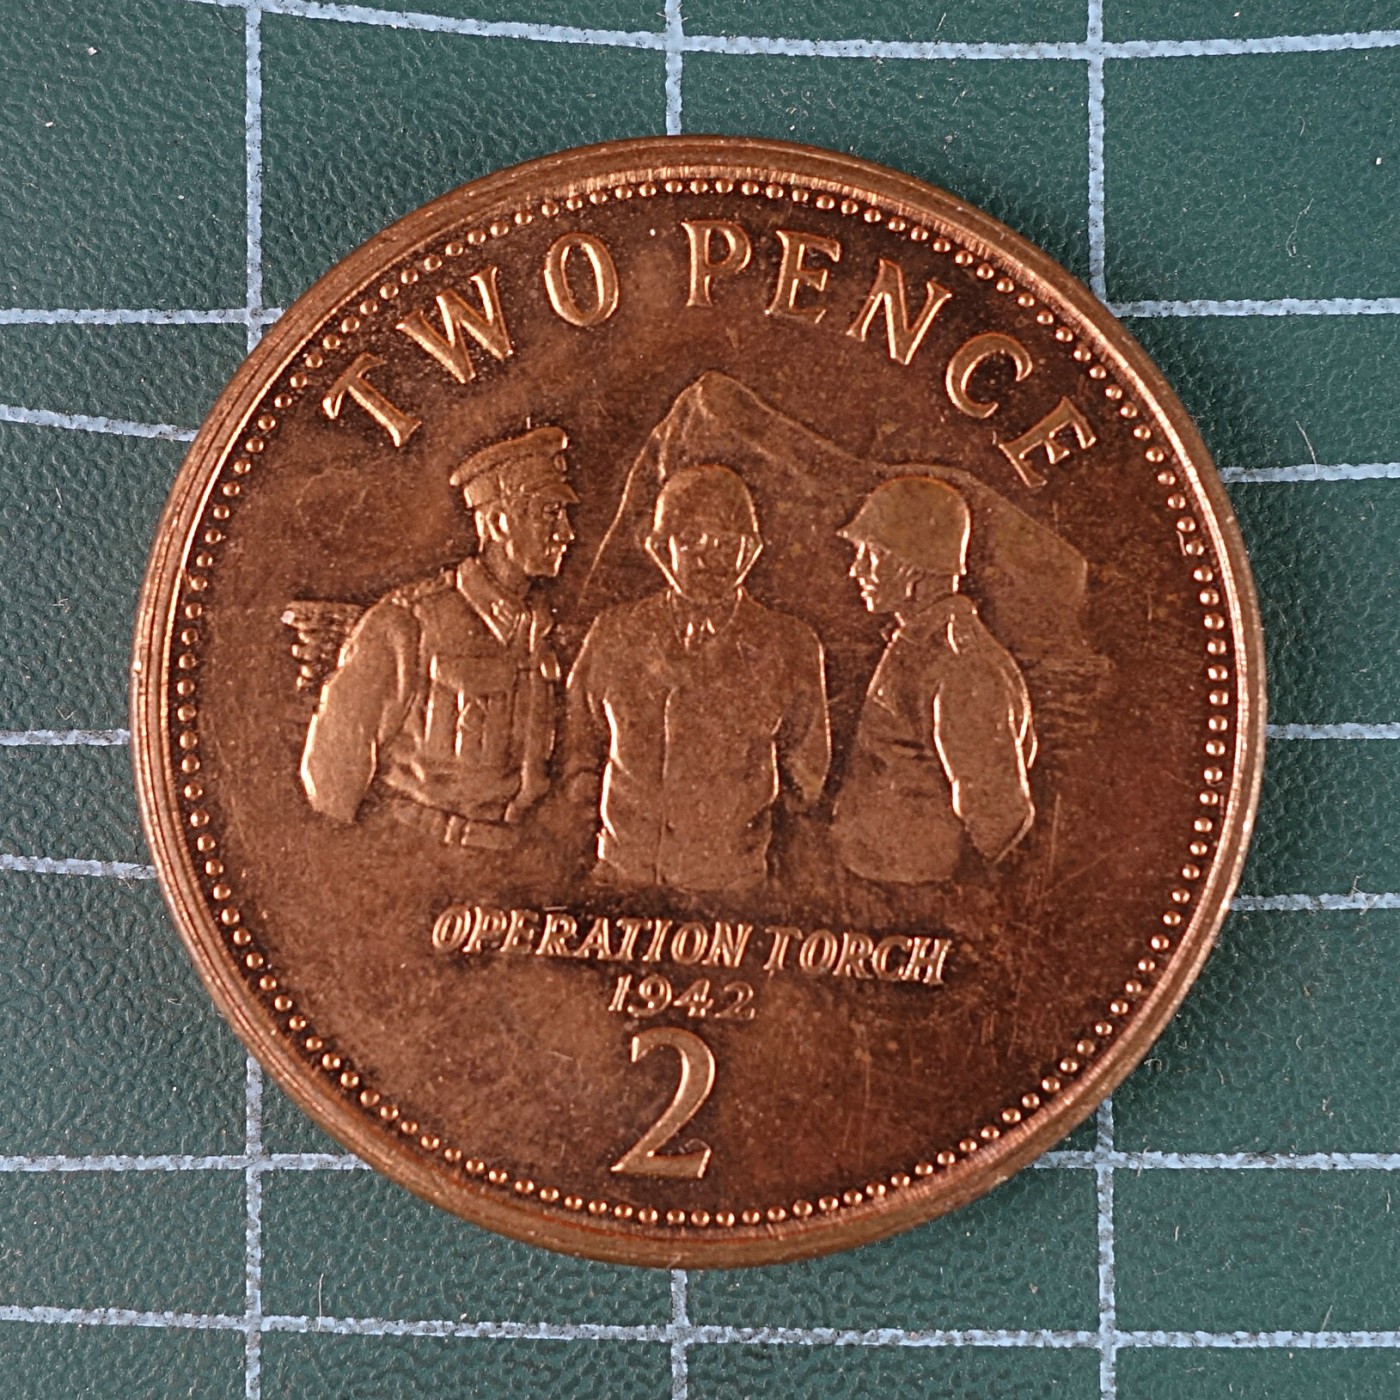 TWO PENCE
OPERATION TORCH
1942
2